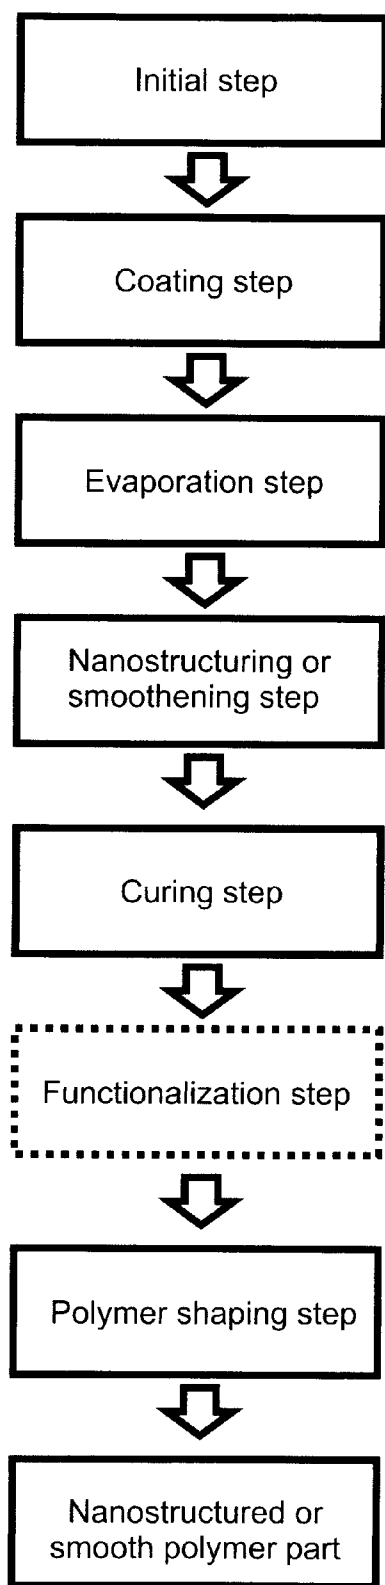 Initial step
Coating step
Evaporation step
Nanostructuring or
smoothening step
Curing step
Functionalization step
Polymer shaping step
Nanostructured or
smooth polymer part